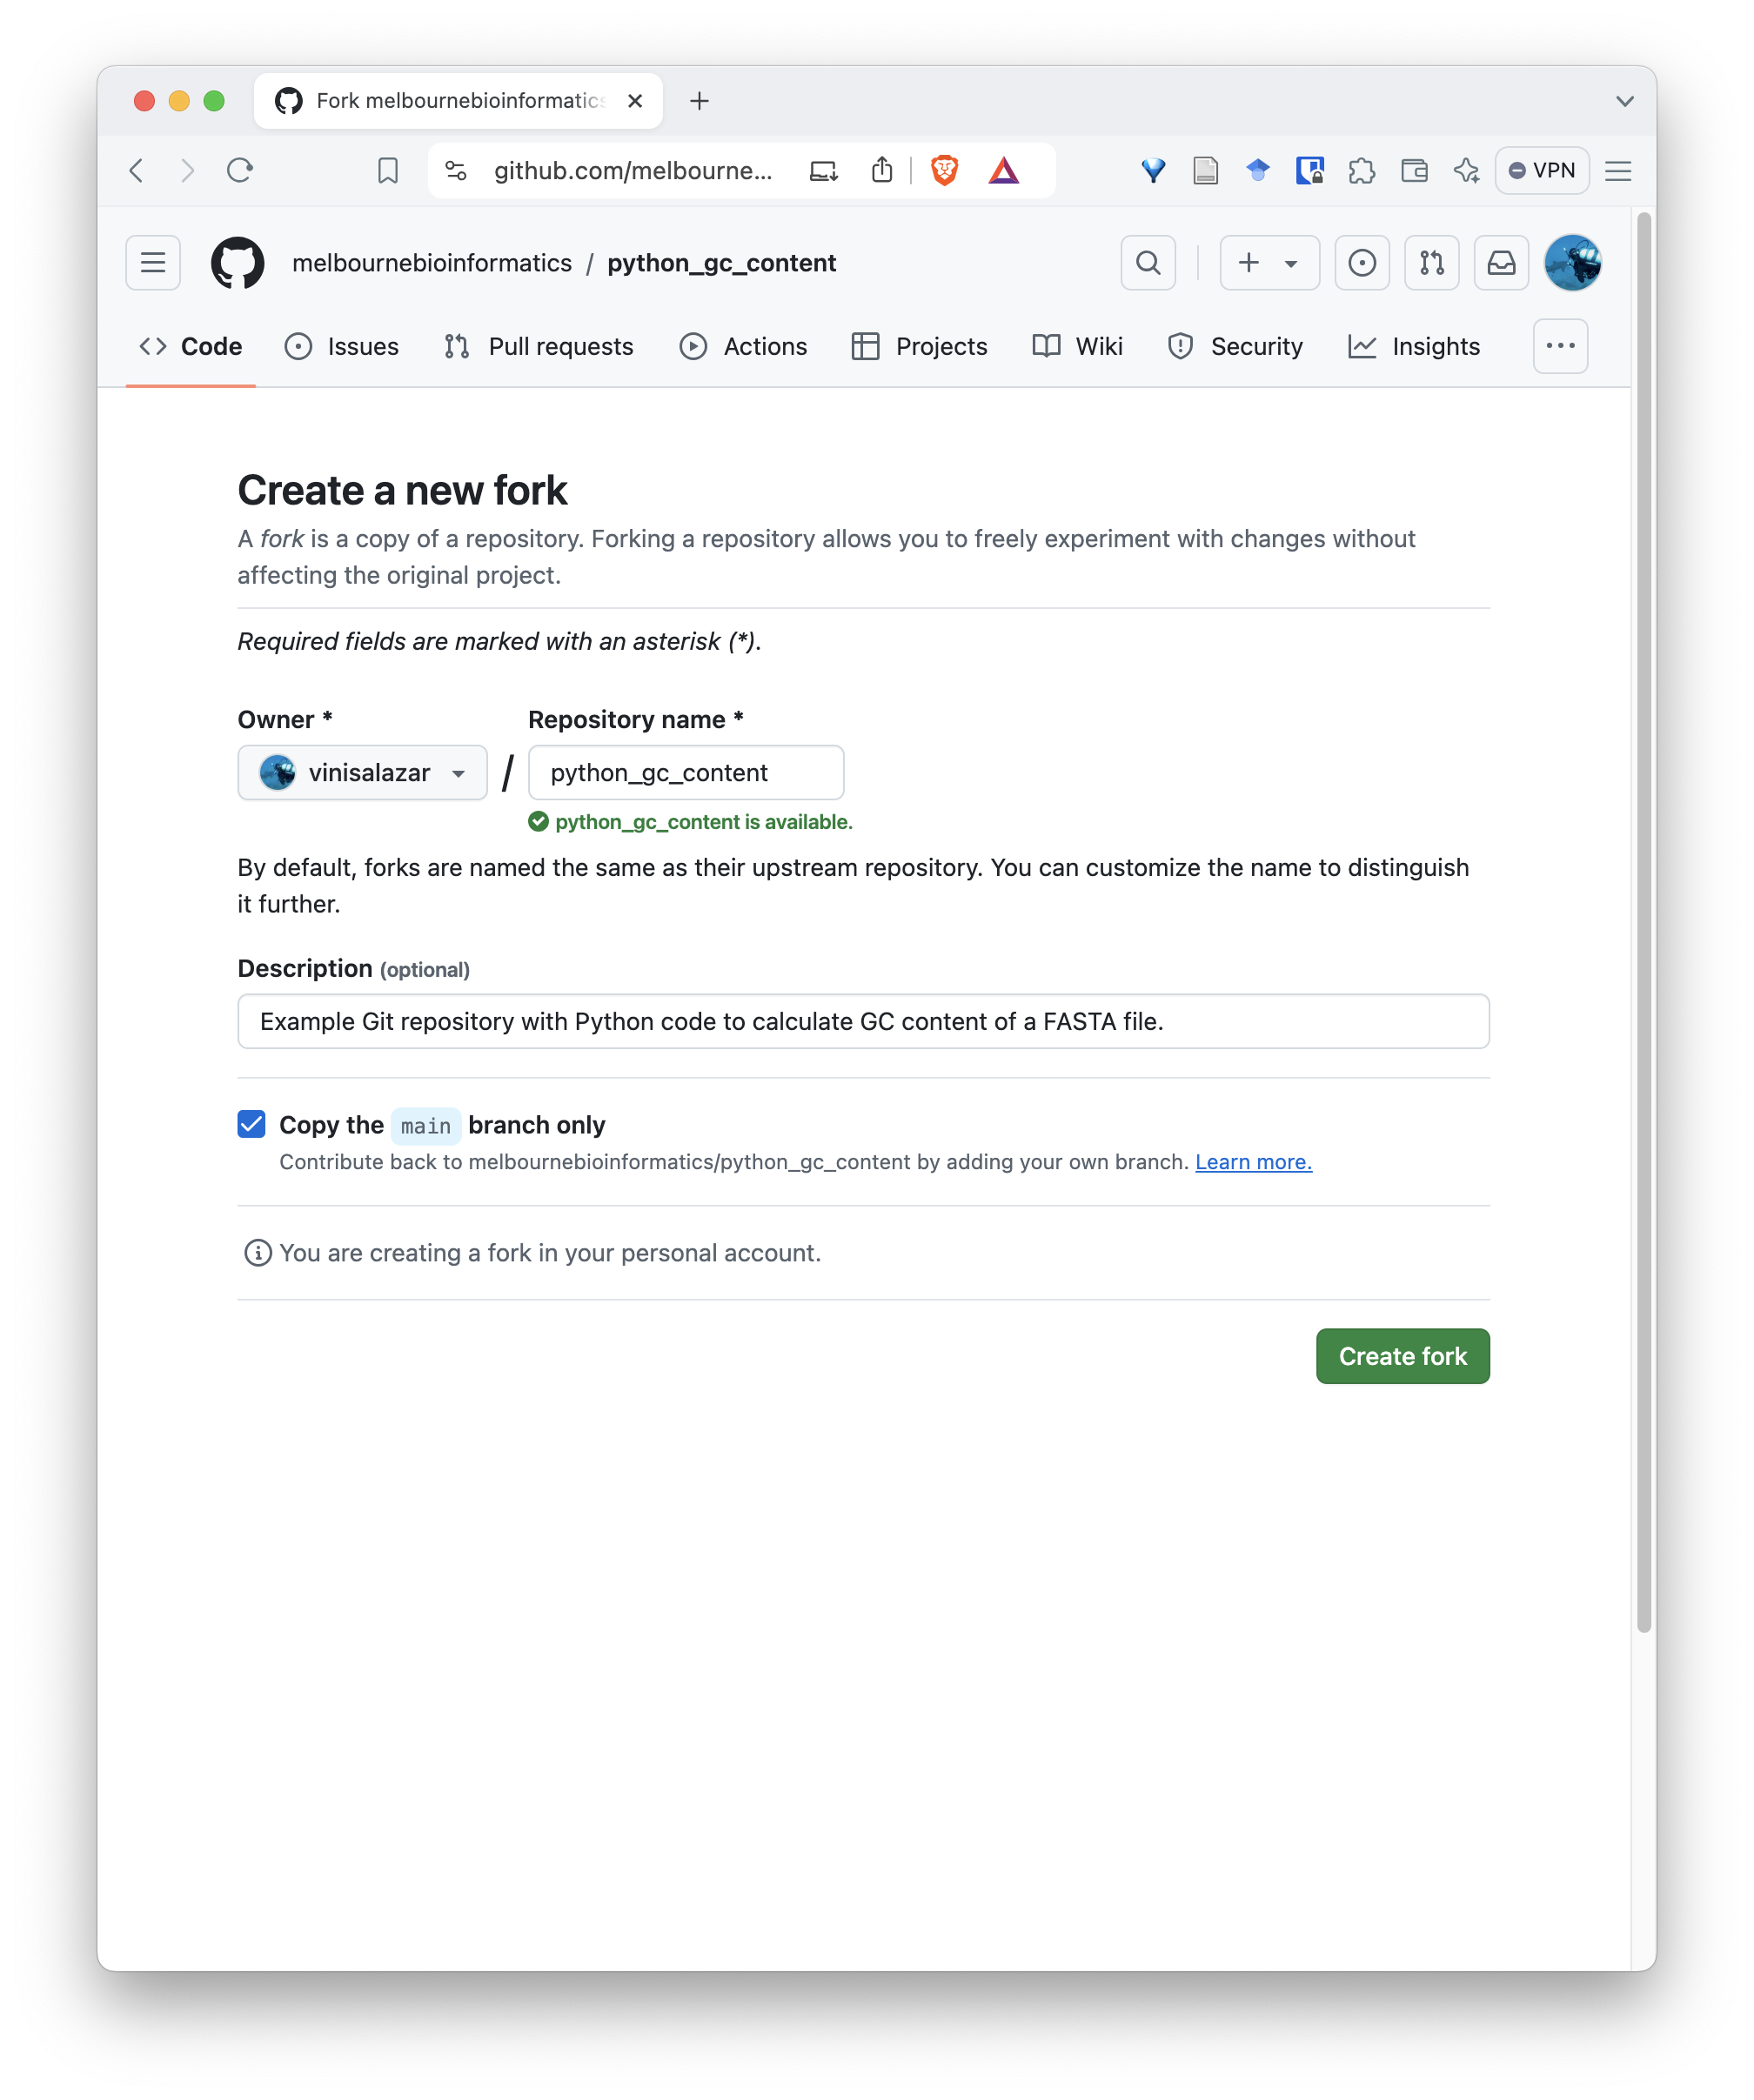 Fork melbournebioinformatics
github.com/melbourne...
VPN
melbournebioinformatics / python_gc_content
Code Issues Pull requests Actions Projects Wiki Security Insights
Create a new fork
A fork is a copy of a repository. Forking a repository allows you to freely experiment with changes without
affecting the original project.
Required fields are marked with an asterisk (*).
Owner * Repository name *
vinisalazar / python_gc_content
python_gc_content is available.
By default, forks are named the same as their upstream repository. You can customize the name to distinguish
it further.
Description (optional)
Example Git repository with Python code to calculate GC content of a FASTA file.
Copy the main branch only
Contribute back to melbournebioinformatics/python_gc_content by adding your own branch. Learn more.
You are creating a fork in your personal account.
Create fork